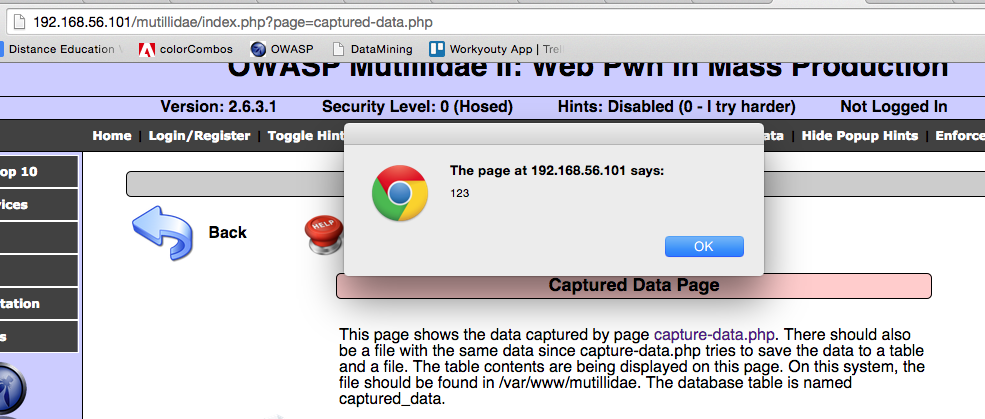 192.168.56.101/mutillidae/index.php?page=captured-data.php
Distance Education colorCombos OWASP DataMining Workyouty App | Trel
OWASP Mutillidae II: Web Pwn in Mass Production
Version: 2.6.3.1 Security Level: 0 (Hosed) Hints: Disabled (0 - I try harder) Not Logged In
Home Login/Register Toggle Hint ata Hide Popup Hints Enforce
op 10
vices
tation
s
The page at 192.168.56.101 says:
123
OK
Back
HELP
Captured Data Page
This page shows the data captured by page capture-data.php. There should also
be a file with the same data since capture-data.php tries to save the data to a table
and a file. The table contents are being displayed on this page. On this system, the
file should be found in /var/www/mutillidae. The database table is named
captured_data.